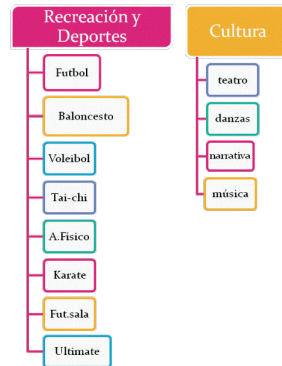 Recreación y
Deportes
Futbol
Baloncesto
Voleibol
Tai-chi
A.Fisico
Karate
Fut.sala
Ultimate
Cultura
teatro
danzas
narrativa
música